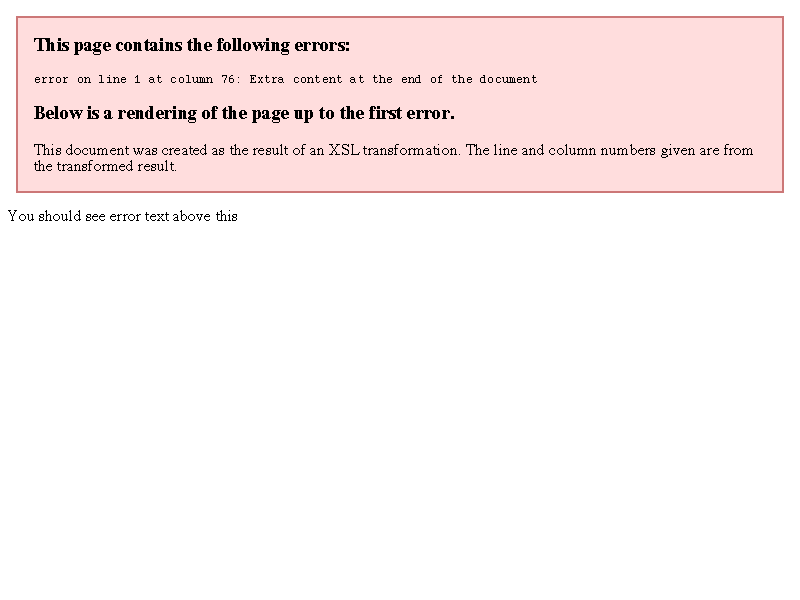 This page contains the following errors:
error on line 1 at column 76: Extra content at the end of the document
Below is a rendering of the page up to the first error.
This document was created as the result of an XSL transformation. The line and column numbers given are from
the transformed result.
You should see error text above this